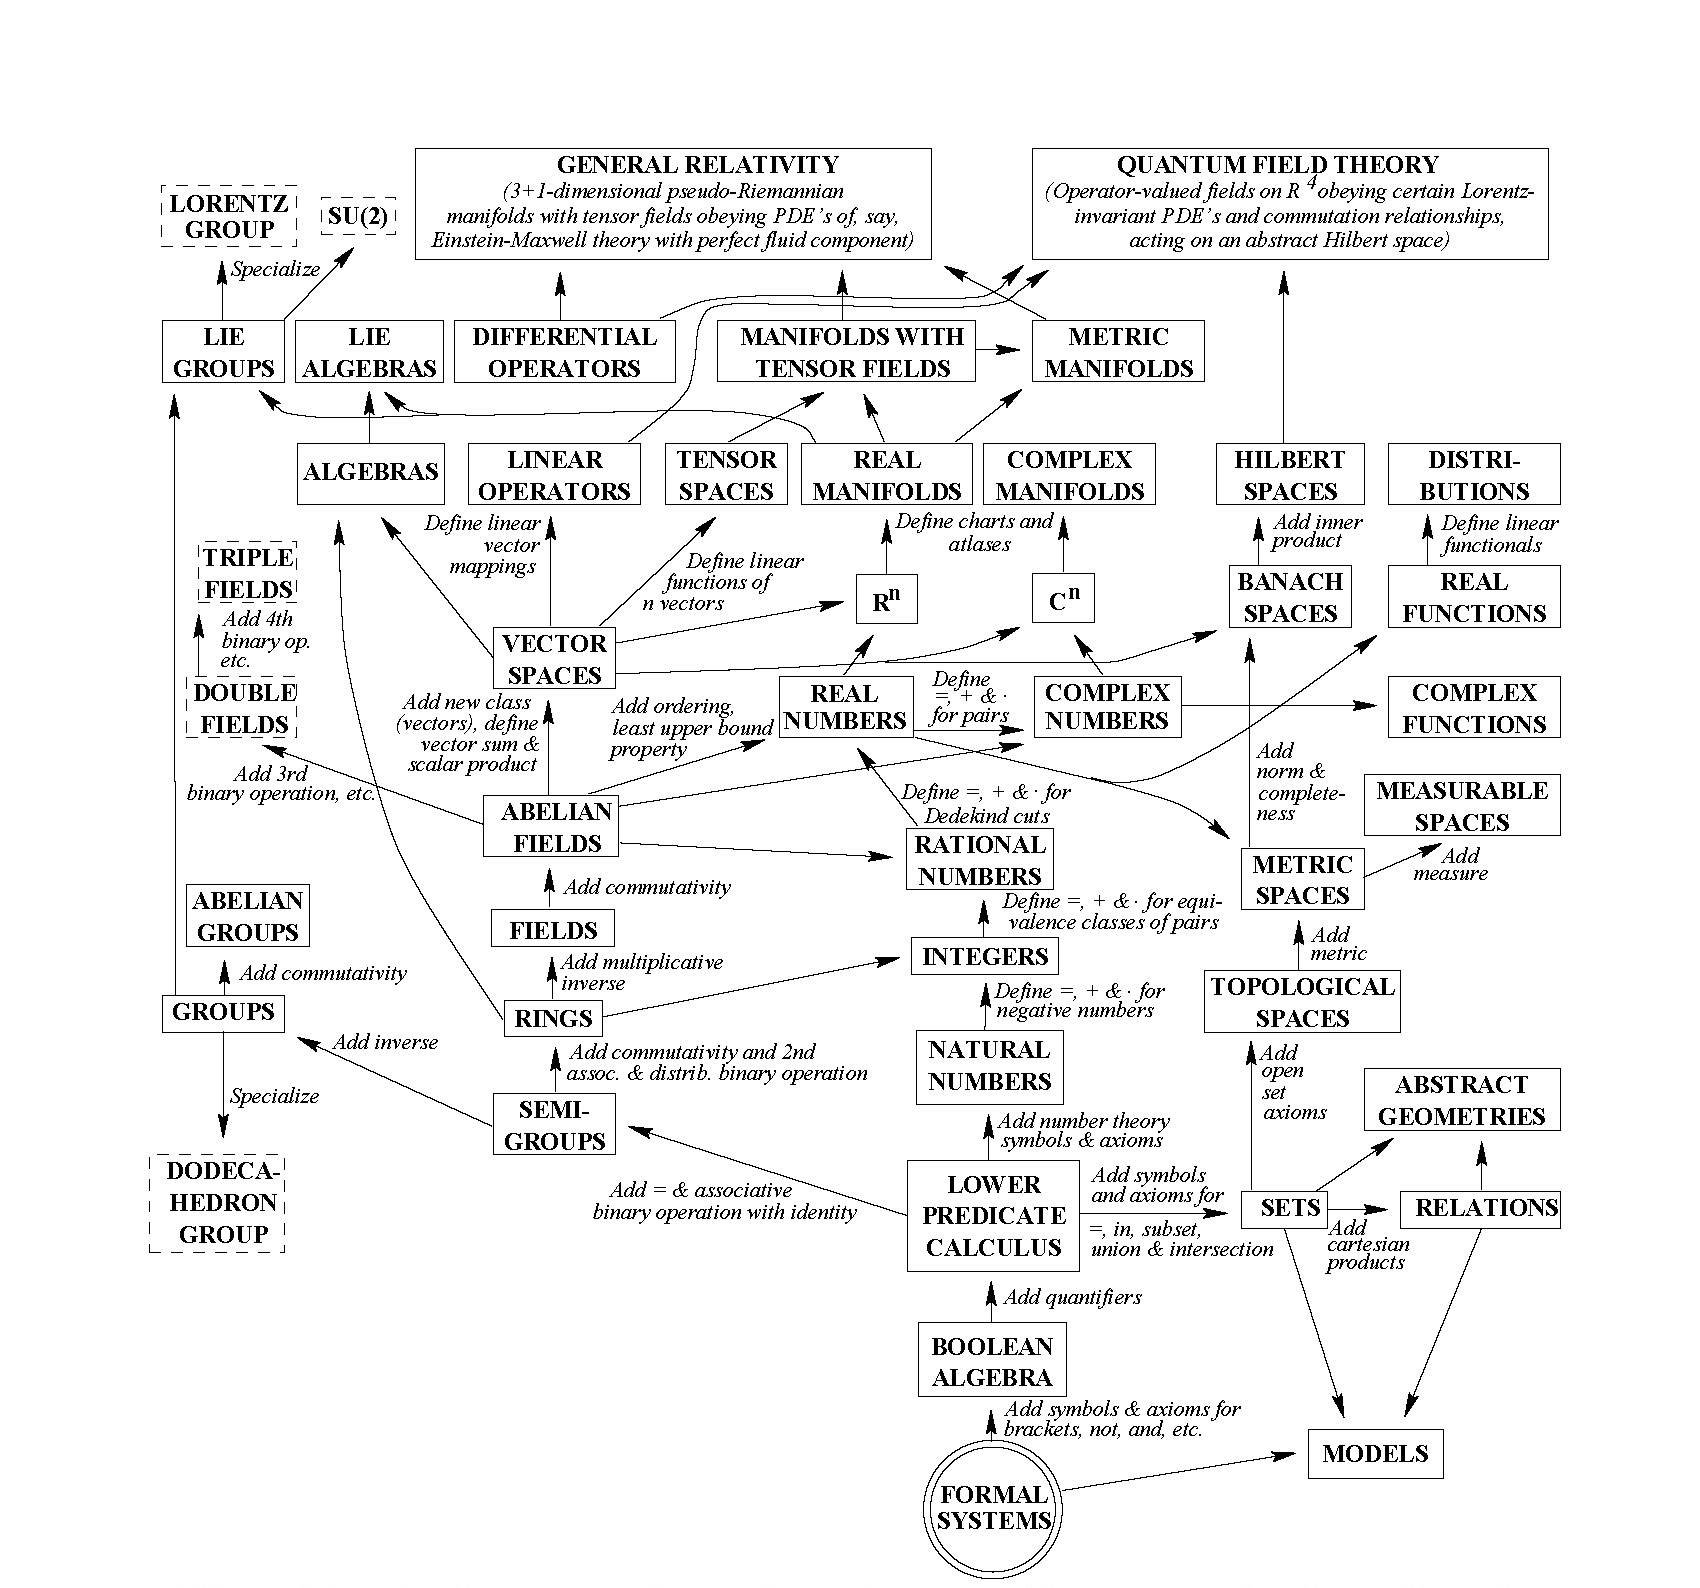 GENERAL RELATIVITY
(3+1-dimensional pseudo-Riemannian
manifolds with tensor fields obeying PDE's of, say,
Einstein-Maxwell theory with perfect fluid component)
QUANTUM FIELD THEORY
(Operator-valued fields on R 4 obeying certain Lorentz-
invariant PDE's and commutation relationships,
acting on an abstract Hilbert space)
LORENTZ
GROUP
SU(2)
Specialize
LIE
GROUPS
LIE
ALGEBRAS
DIFFERENTIAL
OPERATORS
MANIFOLDS WITH
TENSOR FIELDS
METRIC
MANIFOLDS
ALGEBRAS
LINEAR
OPERATORS
TENSOR
SPACES
REAL
MANIFOLDS
COMPLEX
MANIFOLDS
HILBERT
SPACES
DISTRI-
BUTIONS
Define linear
vector
mappings
Define linear
functions of
n vectors
Define charts and
atlases
Add inner
product
Define linear
functionals
TRIPLE
FIELDS
Add 4th
binary op.
etc.
DOUBLE
FIELDS
VECTOR
SPACES
Rn
Cn
BANACH
SPACES
REAL
FUNCTIONS
Add new class
(vectors), define
vector sum &
scalar product
Add ordering,
least upper bound
property
REAL
NUMBERS
Define
=, + & ·
for pairs
COMPLEX
NUMBERS
COMPLEX
FUNCTIONS
Add 3rd
binary operation, etc.
ABELIAN
FIELDS
Define =, + & · for
Dedekind cuts
Add
norm &
complete-
ness
MEASURABLE
SPACES
RATIONAL
NUMBERS
METRIC
SPACES
Add
measure
ABELIAN
GROUPS
Add commutativity
FIELDS
Define =, + & · for equi-
valence classes of pairs
Add commutativity
Add multiplicative
inverse
INTEGERS
Add
metric
GROUPS
RINGS
Define =, + & · for
negative numbers
TOPOLOGICAL
SPACES
Add inverse
Add commutativity and 2nd
assoc. & distrib. binary operation
NATURAL
NUMBERS
Add
open
set
axioms
ABSTRACT
GEOMETRIES
Specialize
SEMI-
GROUPS
Add number theory
symbols & axioms
DODECA-
HEDRON
GROUP
Add = & associative
binary operation with identity
LOWER
PREDICATE
CALCULUS
Add symbols
and axioms for
=, in, subset,
union & intersection
SETS
Add
cartesian
products
RELATIONS
Add quantifiers
BOOLEAN
ALGEBRA
Add symbols & axioms for
brackets, not, and, etc.
MODELS
FORMAL
SYSTEMS